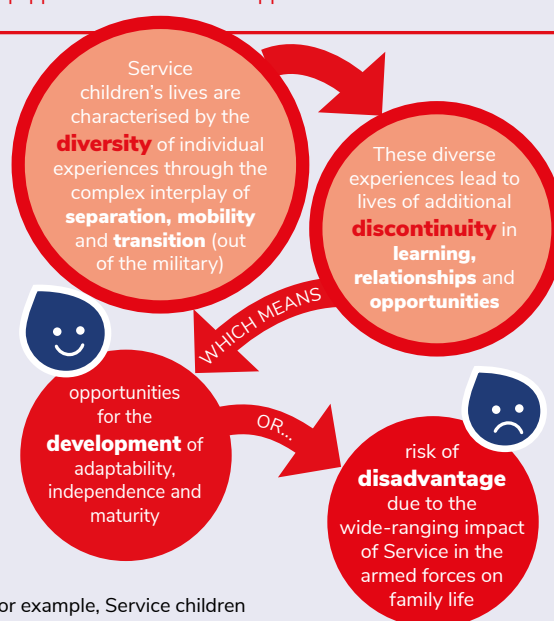 Service
children's lives are
characterised by the
diversity of individual
experiences through the
complex interplay of
separation, mobility
and transition (out
of the military)
These diverse
experiences lead to
lives of additional
discontinuity in
learning,
relationships and
opportunities
WHICH MEANS
opportunities
for the
development of
adaptability,
independence and
maturity
OR...
risk of
disadvantage
due to the
wide-ranging impact
of Service in the
armed forces on
family life
or example, Service children